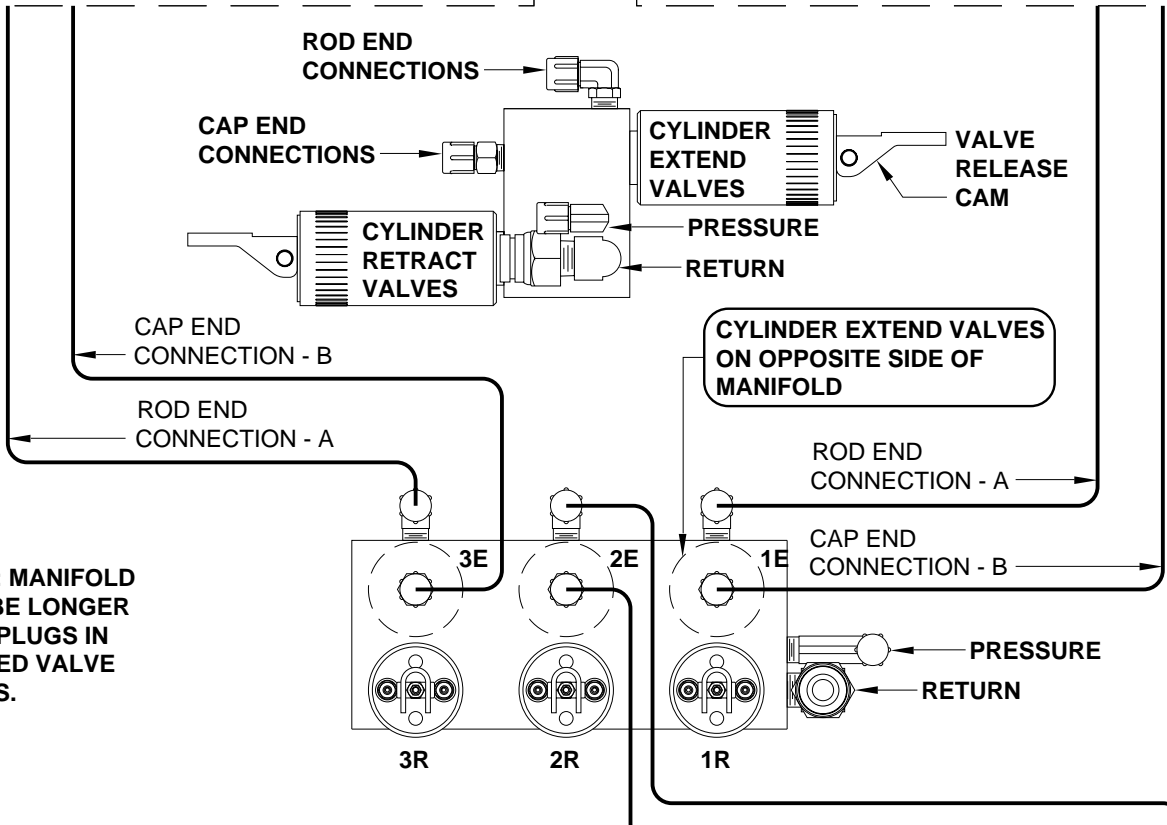 ROD END
CONNECTIONS
CAP END
CONNECTIONS
CYLINDER
EXTEND
VALVES
VALVE
RELEASE
CAM
CYLINDER
RETRACT
VALVES
PRESSURE
RETURN
CAP END
CONNECTION - B
CYLINDER EXTEND VALVES
ON OPPOSITE SIDE OF
MANIFOLD
ROD END
CONNECTION - A
ROD END
CONNECTION - A
CAP END
CONNECTION - B
3E
2E
1E
MANIFOLD
BE LONGER
PLUGS IN
ED VALVE
S.
PRESSURE
RETURN
3R
2R
1R